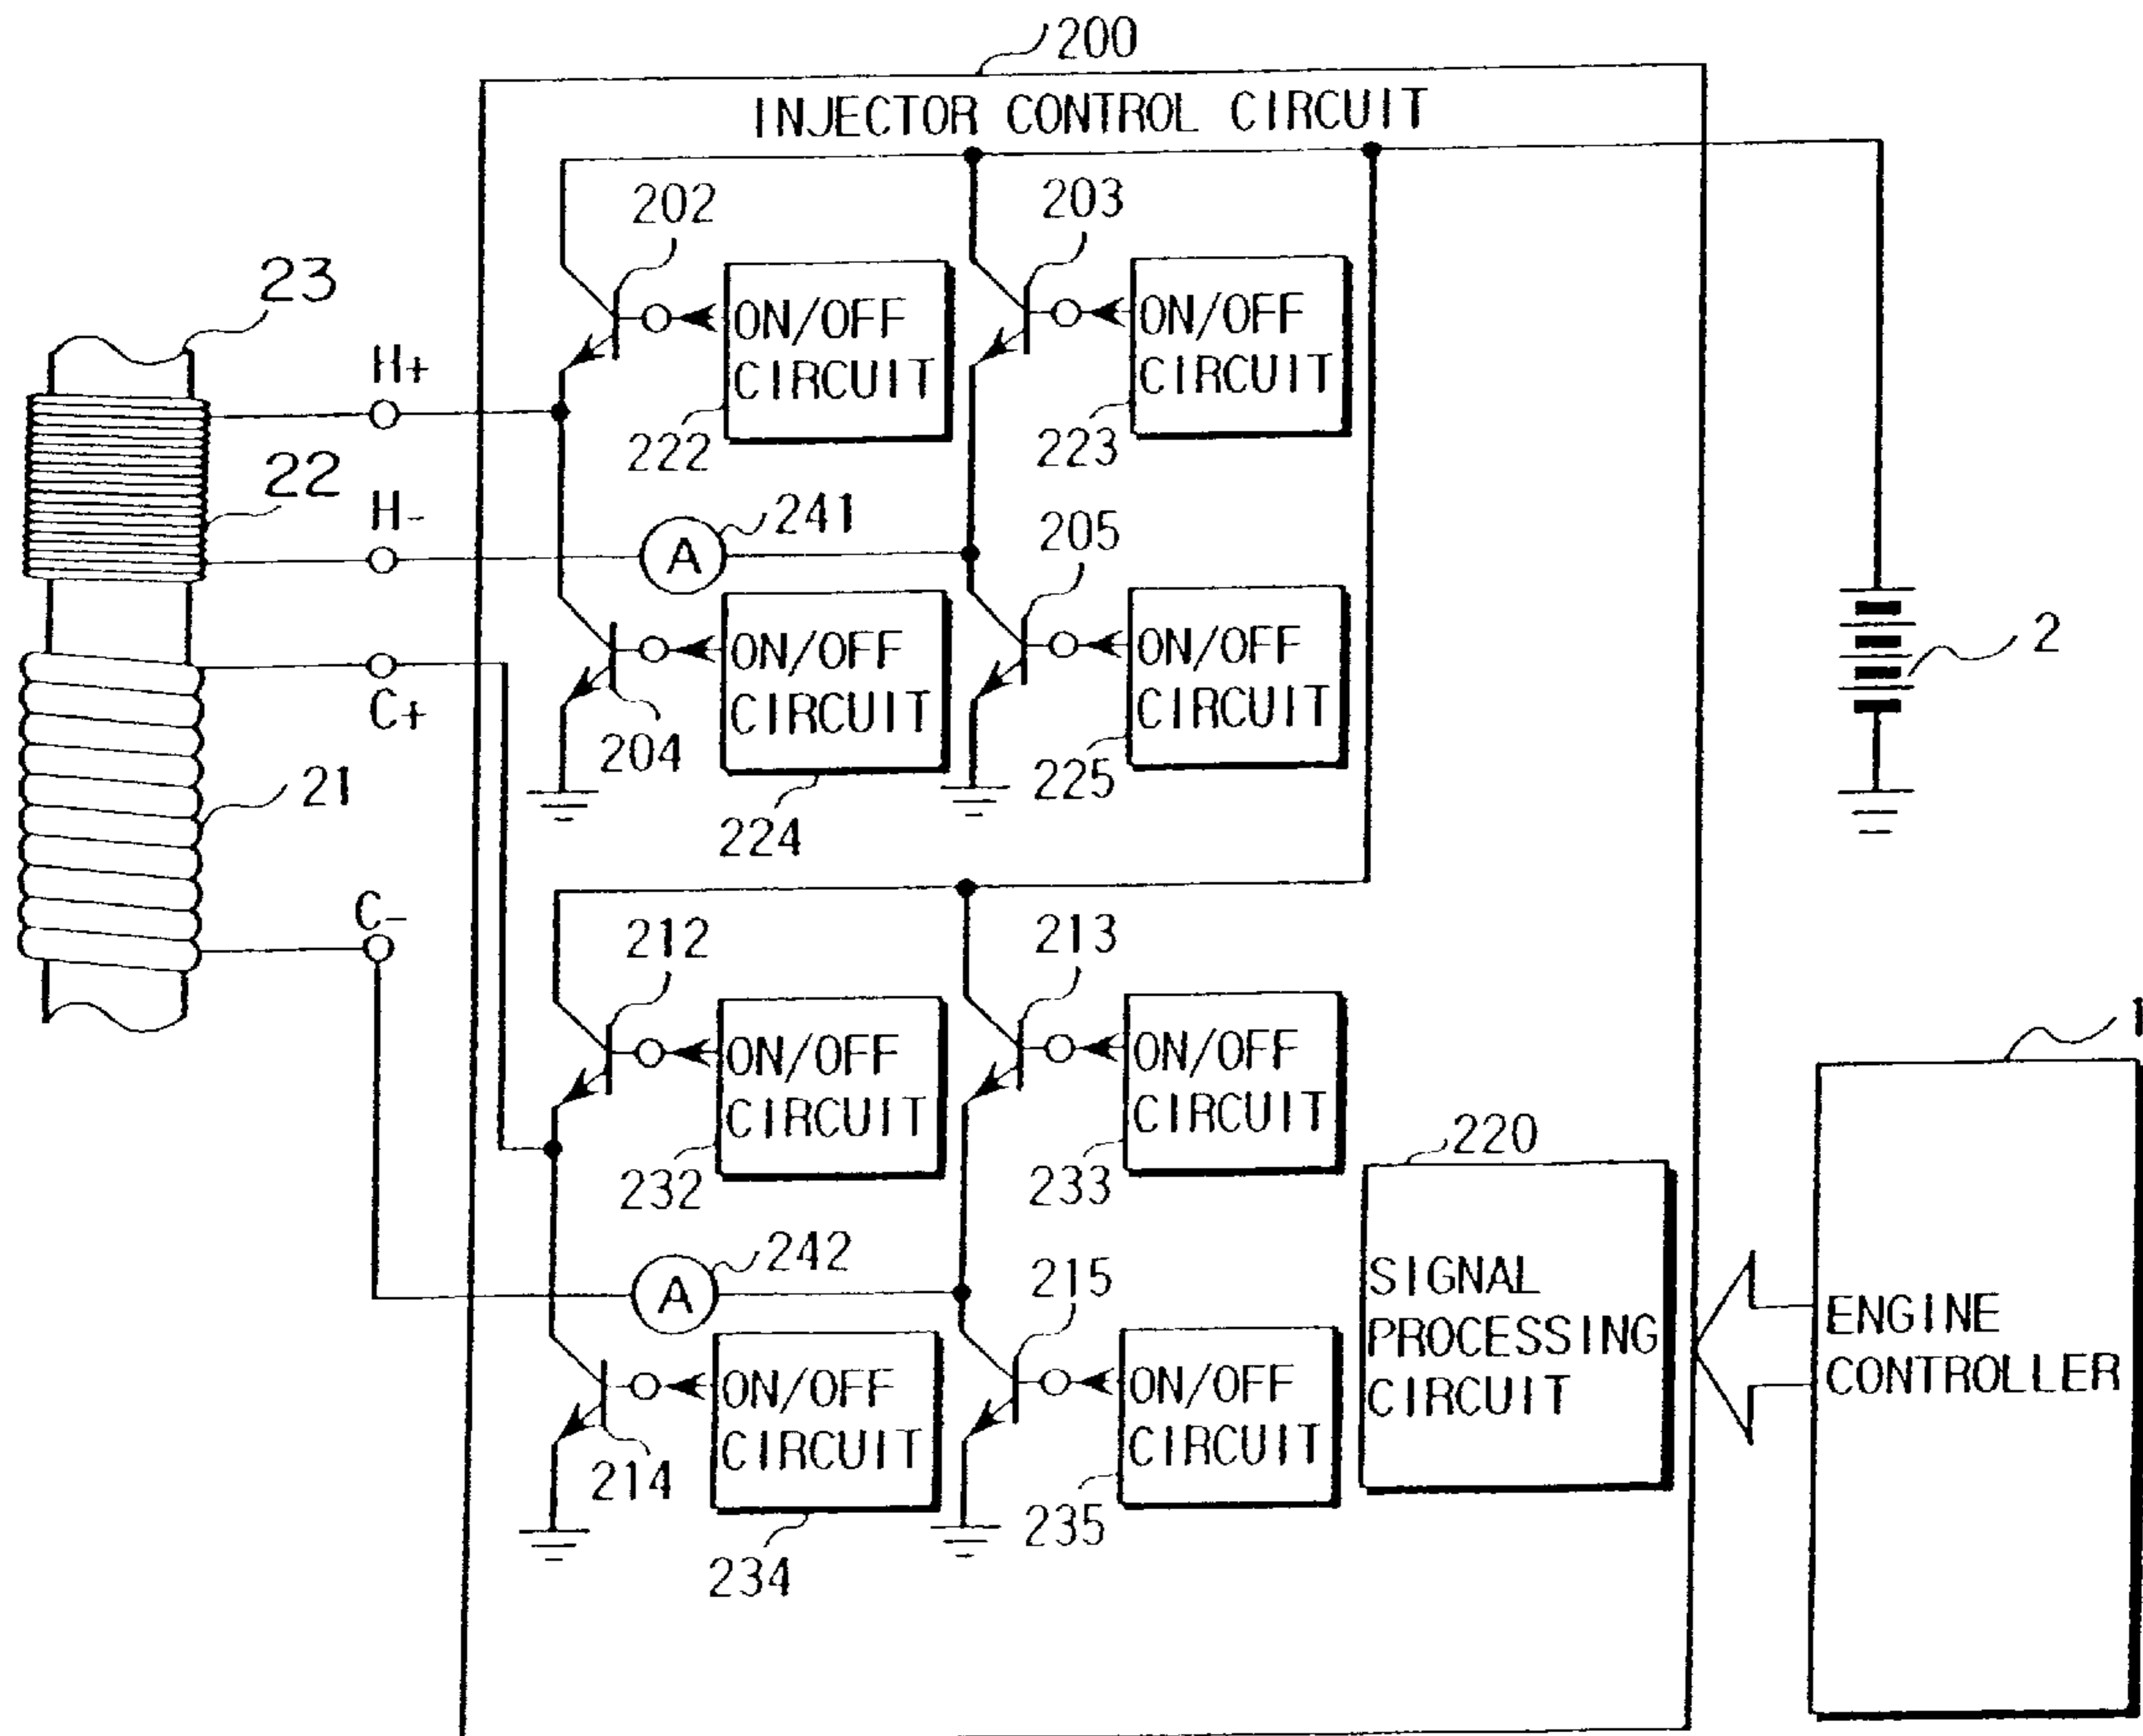 200
INJECTOR CONTROL CIRCUIT
202
203
23
ON/OFF
CIRCUIT
ON/OFF
CIRCUIT
H+
222
223
22
H-
241
A
205
ON/OFF
CIRCUIT
ON/OFF
CIRCUIT
2
C+
204
225
21
224
C-
212
213
1
ON/OFF
CIRCUIT
ON/OFF
CIRCUIT
220
232
233
242
A
215
SIGNAL
PROCESSING
CIRCUIT
ENGINE
CONTROLLER
ON/OFF
CIRCUIT
ON/OFF
CIRCUIT
214
235
234